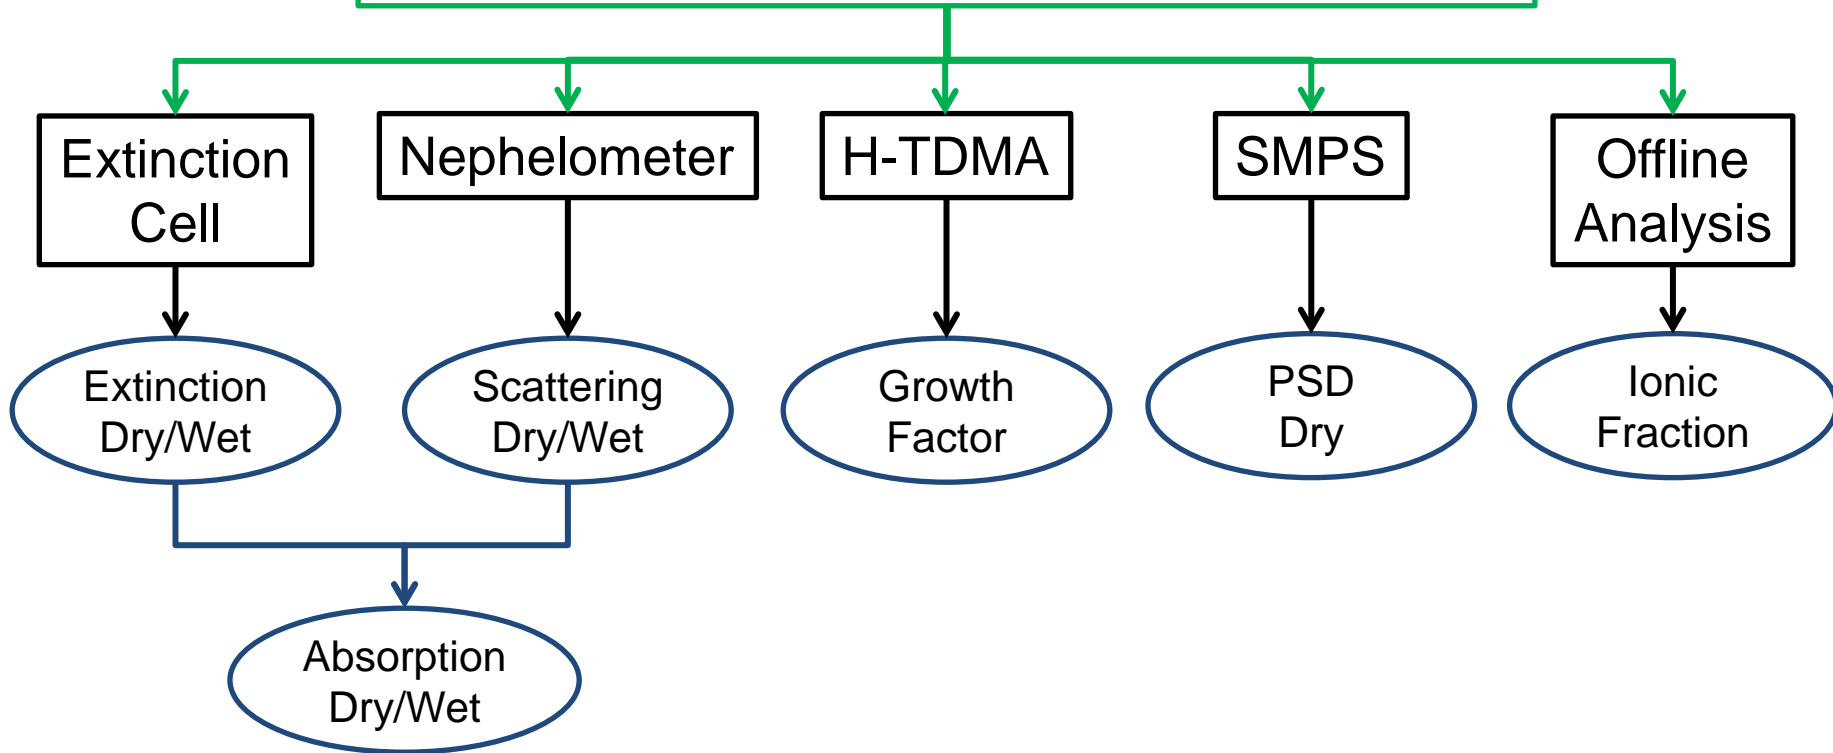 Extinction
Cell
Nephelometer
H-TDMA
SMPS
Offline
Analysis
Extinction
Dry/Wet
Scattering
Dry/Wet
Growth
Factor
PSD
Dry
Ionic
Fraction
Absorption
Dry/Wet